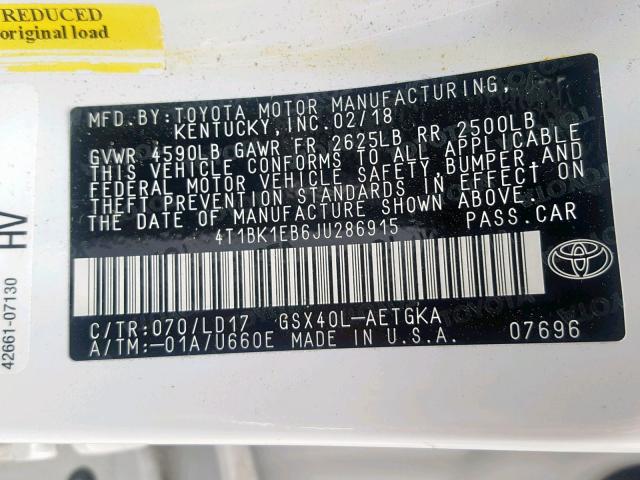 REDUCED
original load
MFD.BY:TOYOTA MOTOR MANUFACTURING,
KENTUCKY,INC.02/18
GVWR 4590LB GAWR FR 2625LB RR 2500LB
THIS VEHICLE CONFORMS TO ALL APPLICABLE
FEDERAL MOTOR VEHICLE SAFETY,BUMPER,AND
THEFT PREVENTION STANDARDS IN EFFECT ON
THE DATE OF MANUFACTURE SHOWN ABOVE.
4T1BK1EB6JU286915 PASS.CAR
C/TR:070/LD17 GSX40L-AETGKA
A/TM:-01A/U660E MADE IN U.S.A 07696
TOYOTA
42661-07130 HV